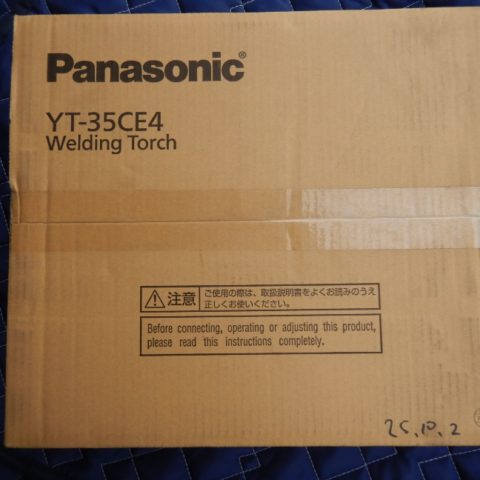 Panasonic®
YT-35CE4
Welding Torch
注意
ご使用の際は、取扱説明書をよくお読みのうえ
正しくお使いください。
Before connecting, operating or adjusting this product,
please read this instructions completely.
25.10.2